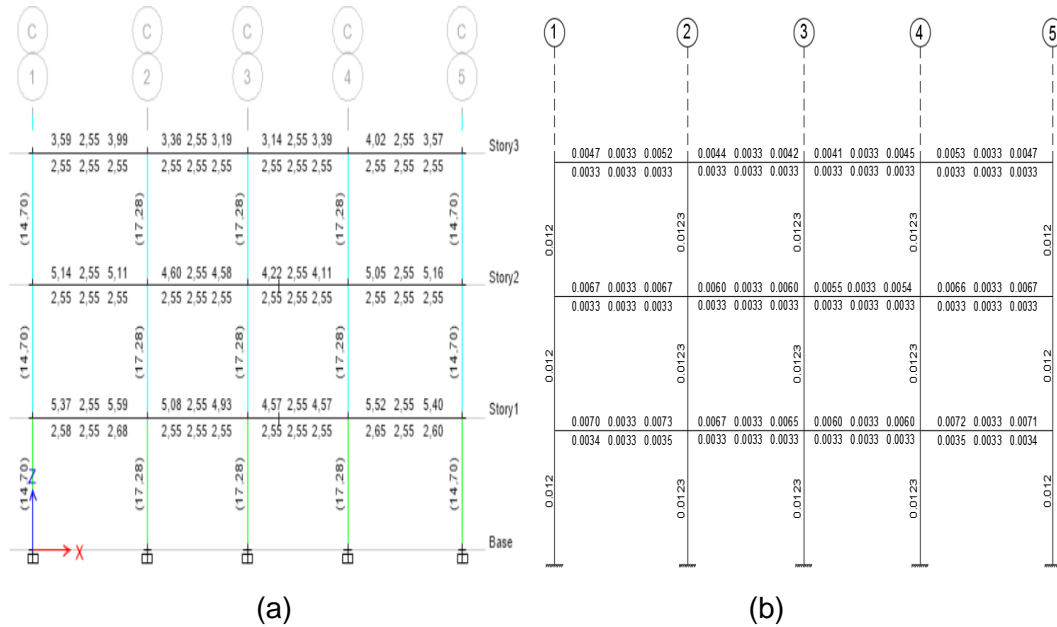 C C C C C
1 2 3 4 5
3,59 2,55 3,99 3,36 2,55 3,19 3,14 2,55 3,39 4,02 2,55 3,57 Story3
2,55 2,55 2,55 2,55 2,55 2,55 2,55 2,55 2,55 2,55 2,55 2,55
(14,70) (17,28) (17,28) (17,28) (14,70)
5,14 2,55 5,11 4,60 2,55 4,58 4,22 2,55 4,11 5,05 2,55 5,16 Story2
2,55 2,55 2,55 2,55 2,55 2,55 2,55 2,55 2,55 2,55 2,55 2,55
(14,70) (17,28) (17,28) (17,28) (14,70)
5,37 2,55 5,59 5,08 2,55 4,93 4,57 2,55 4,57 5,52 2,55 5,40 Story1
2,58 2,55 2,68 2,55 2,55 2,55 2,55 2,55 2,55 2,65 2,55 2,60
(14,70) (17,28) (17,28) (17,28) (14,70)
Z
X
Base
(a)
1 2 3 4 5
0.0047 0.0033 0.0052 0.0044 0.0033 0.0042 0.0041 0.0033 0.0045 0.0053 0.0033 0.0047
0.0033 0.0033 0.0033 0.0033 0.0033 0.0033 0.0033 0.0033 0.0033 0.0033 0.0033 0.0033
0.012 0.0123 0.0123 0.0123 0.012
0.0067 0.0033 0.0067 0.0060 0.0033 0.0060 0.0055 0.0033 0.0054 0.0066 0.0033 0.0067
0.0033 0.0033 0.0033 0.0033 0.0033 0.0033 0.0033 0.0033 0.0033 0.0033 0.0033 0.0033
0.012 0.0123 0.0123 0.0123 0.012
0.0070 0.0033 0.0073 0.0067 0.0033 0.0065 0.0060 0.0033 0.0060 0.0072 0.0033 0.0071
0.0034 0.0033 0.0035 0.0033 0.0033 0.0033 0.0033 0.0033 0.0033 0.0035 0.0033 0.0034
0.012 0.0123 0.0123 0.0123 0.012
(b)